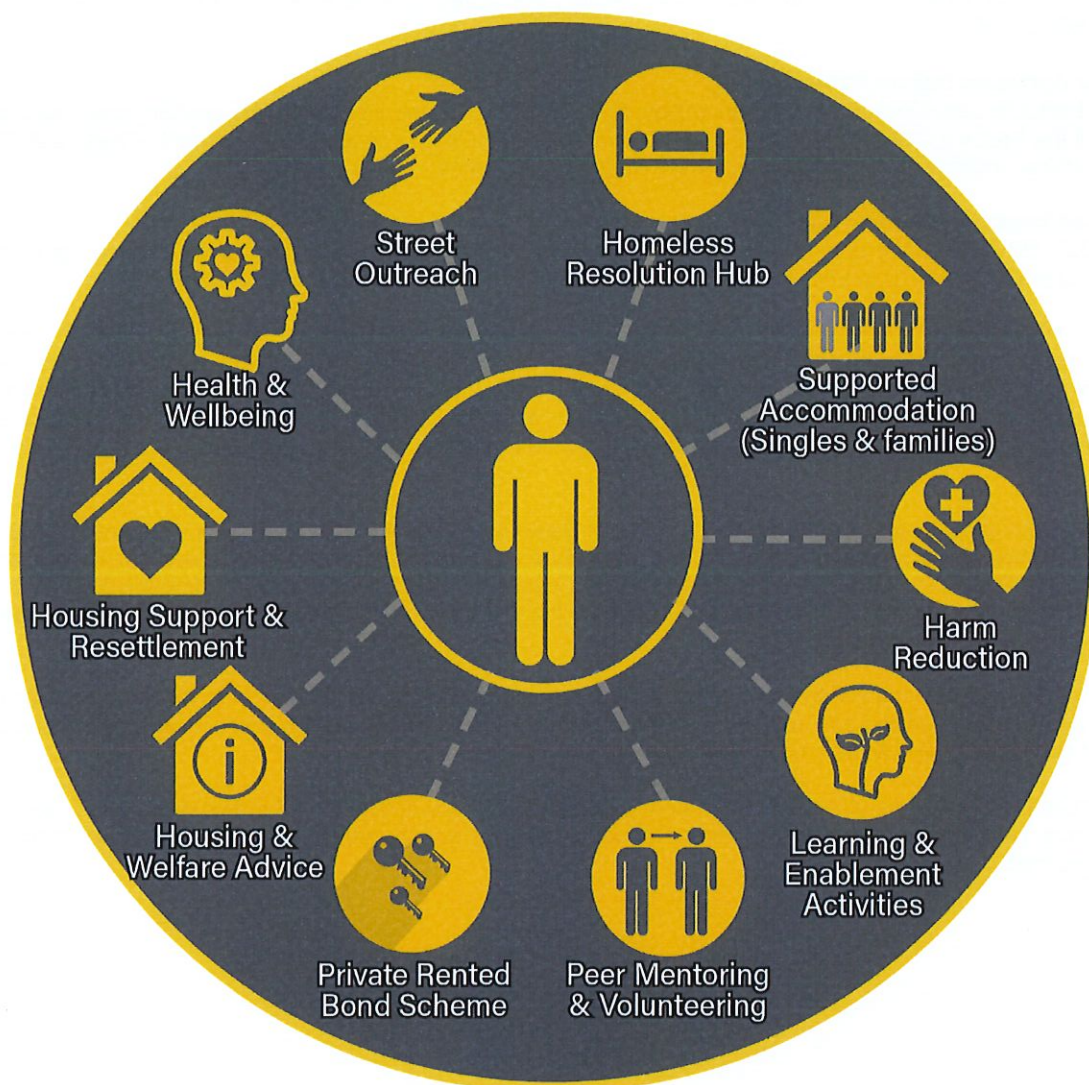 Street
Outreach
Homeless
Resolution Hub
Supported
Accommodation
(Singles & families)
Harm
Reduction
Learning &
Enablement
Activities
Peer Mentoring
& Volunteering
Private Rented
Bond Scheme
Housing &
Welfare Advice
Housing Support &
Resettlement
Health &
Wellbeing
i